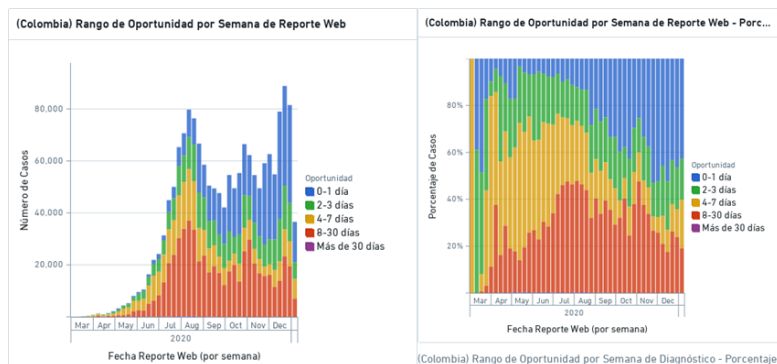 (Colombia) Rango de Oportunidad por Semana de Reporte Web
Número de Casos
80,000
60,000
40,000
20,000
Mar Apr May Jun Jul Aug Sep Oct Nov Dec
2020
Fecha Reporte Web (por semana)
Oportunidad
0-1 día
2-3 días
4-7 días
8-30 días
Más de 30 días
(Colombia) Rango de Oportunidad por Semana de Reporte Web - Porc...
Porcentaje de Casos
80%
60%
40%
20%
Mar Apr May Jun Jul Aug Sep Oct Nov Dec
2020
Fecha Reporte Web (por semana)
Oportunidad
0-1 día
2-3 días
4-7 días
8-30 días
Más de 30 días
(Colombia) Rango de Oportunidad por Semana de Diagnóstico - Porcentaje